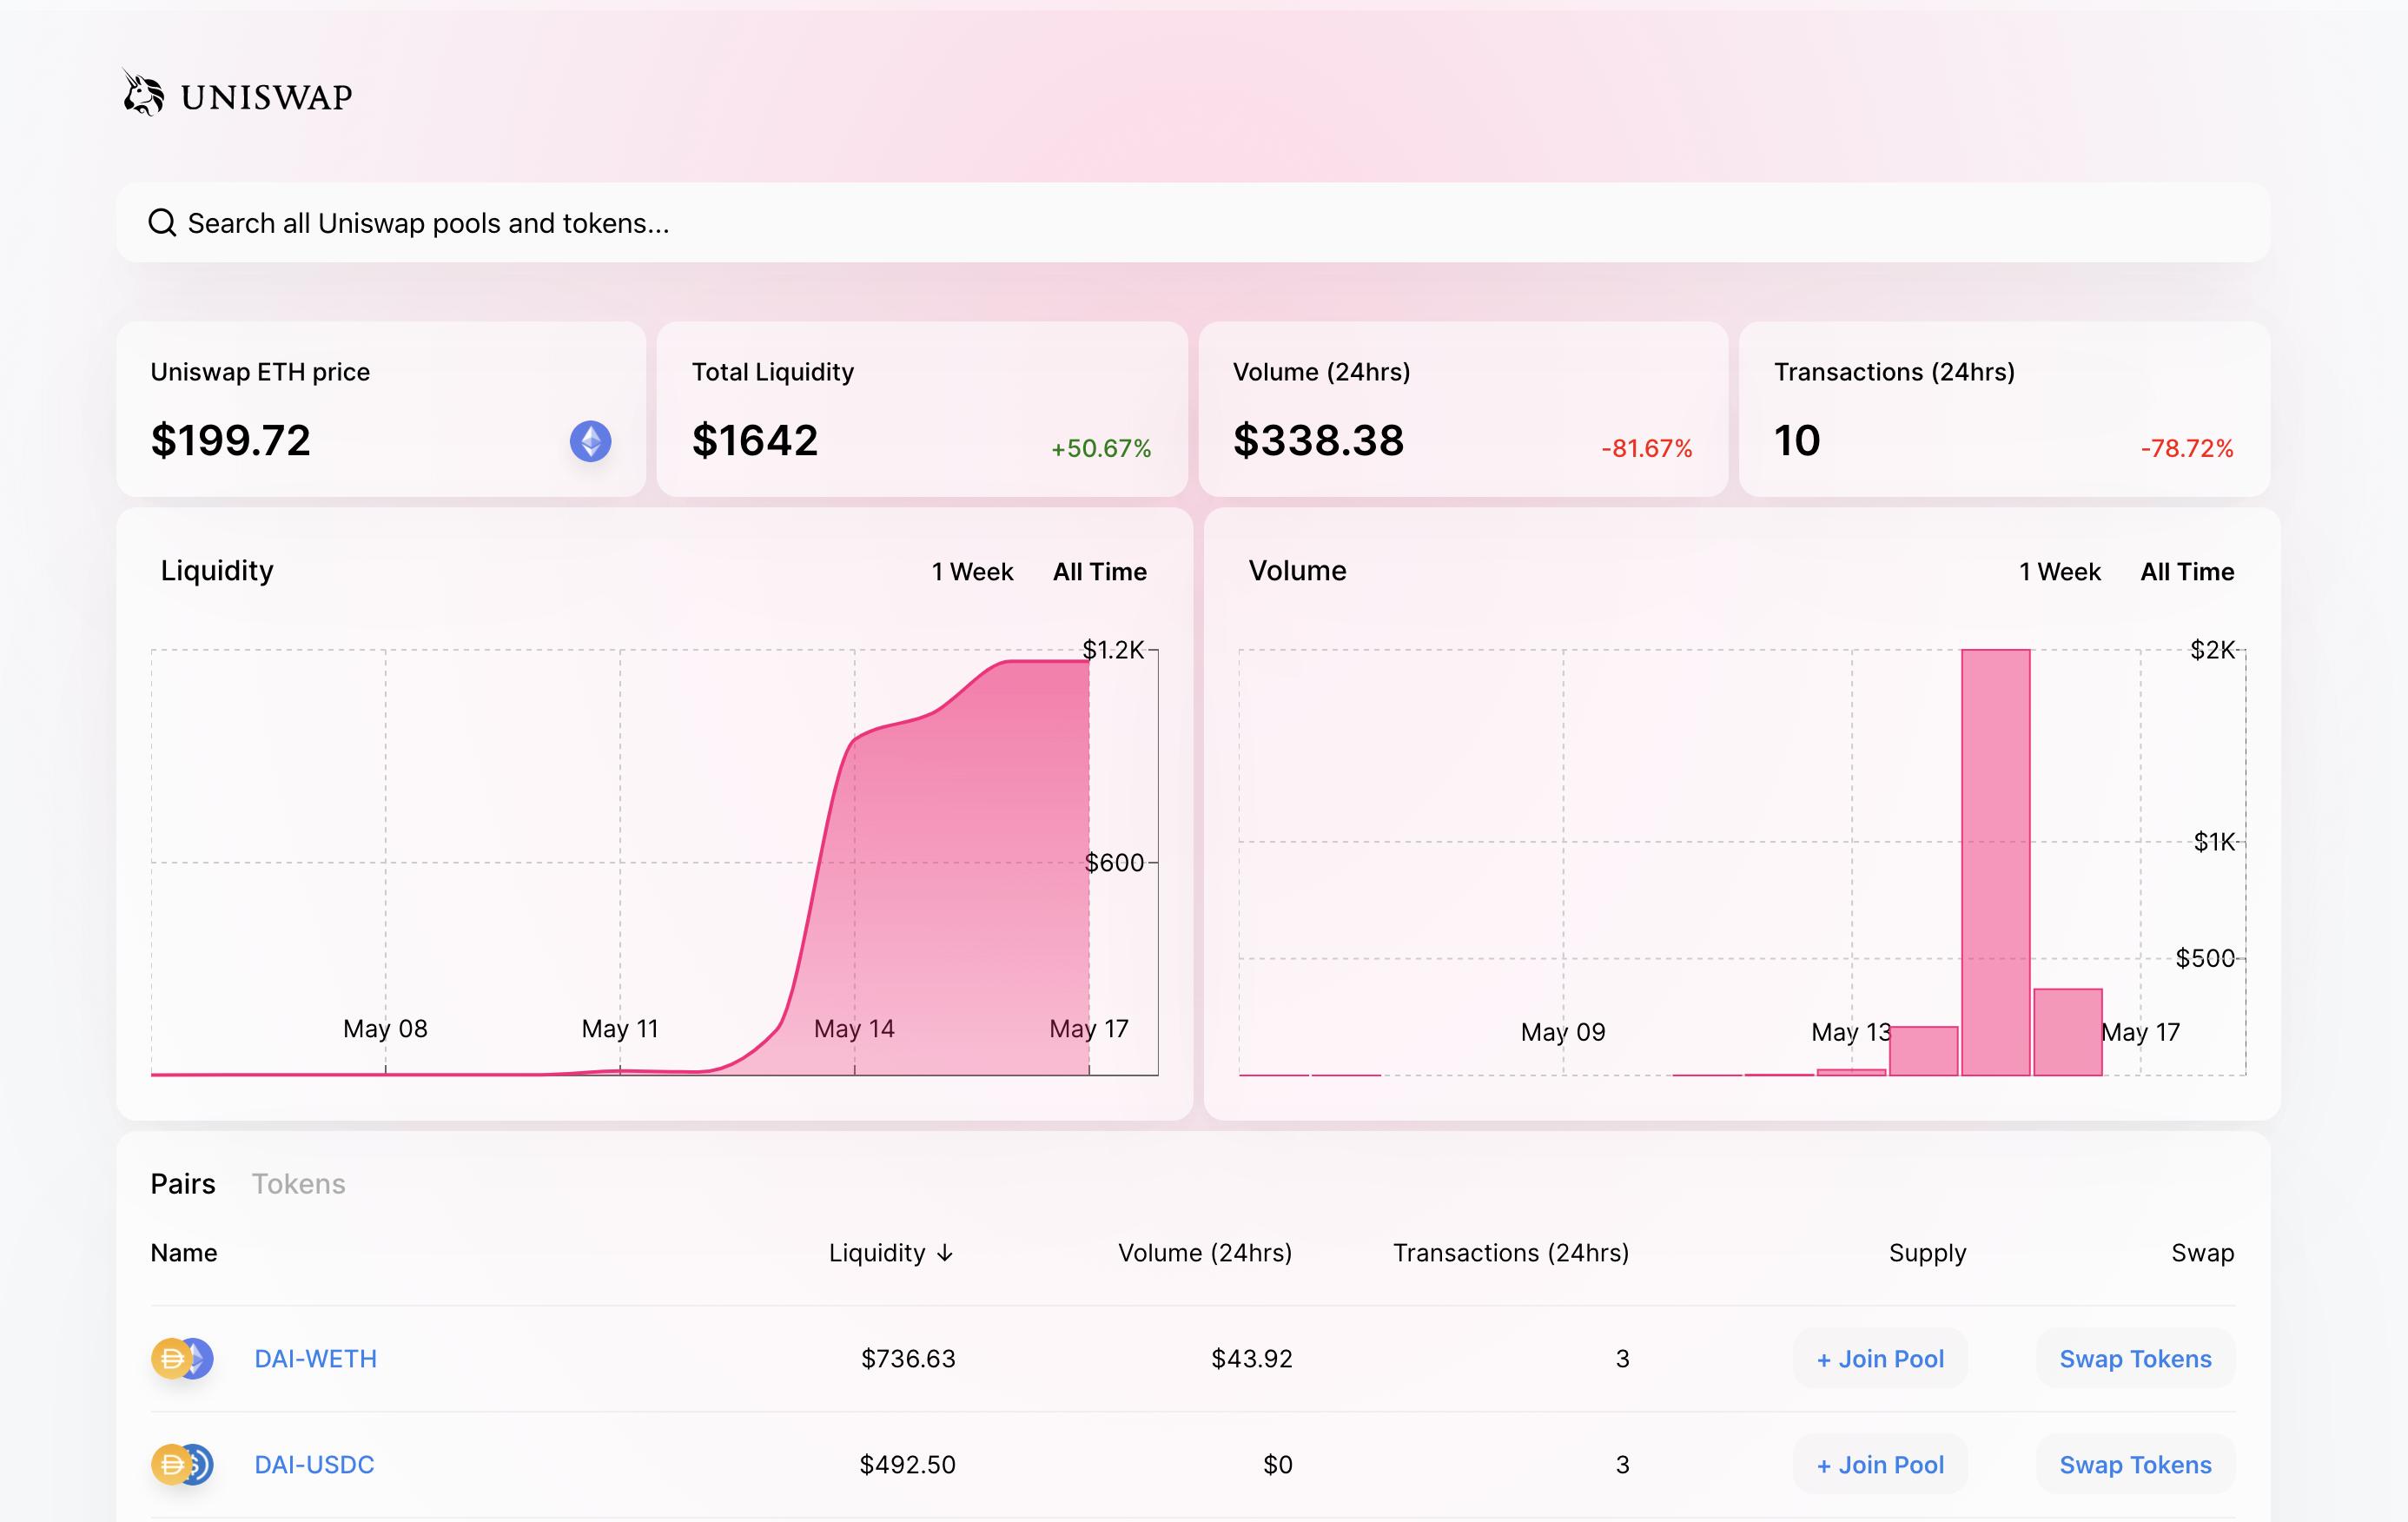 UNISWAP
Search all Uniswap pools and tokens...
Uniswap ETH price
$199.72
Total Liquidity
$1642
+50.67%
Volume (24hrs)
$338.38
-81.67%
Transactions (24hrs)
10
-78.72%
Liquidity
1 Week All Time
$1.2K
$600
May 08 May 11 May 14 May 17
Volume
1 Week All Time
$2K
$1K
$500
May 09 May 13 May 17
Pairs Tokens
Name Liquidity ↓ Volume (24hrs) Transactions (24hrs) Supply Swap
DAI-WETH $736.63 $43.92 3 + Join Pool Swap Tokens
DAI-USDC $492.50 $0 3 + Join Pool Swap Tokens